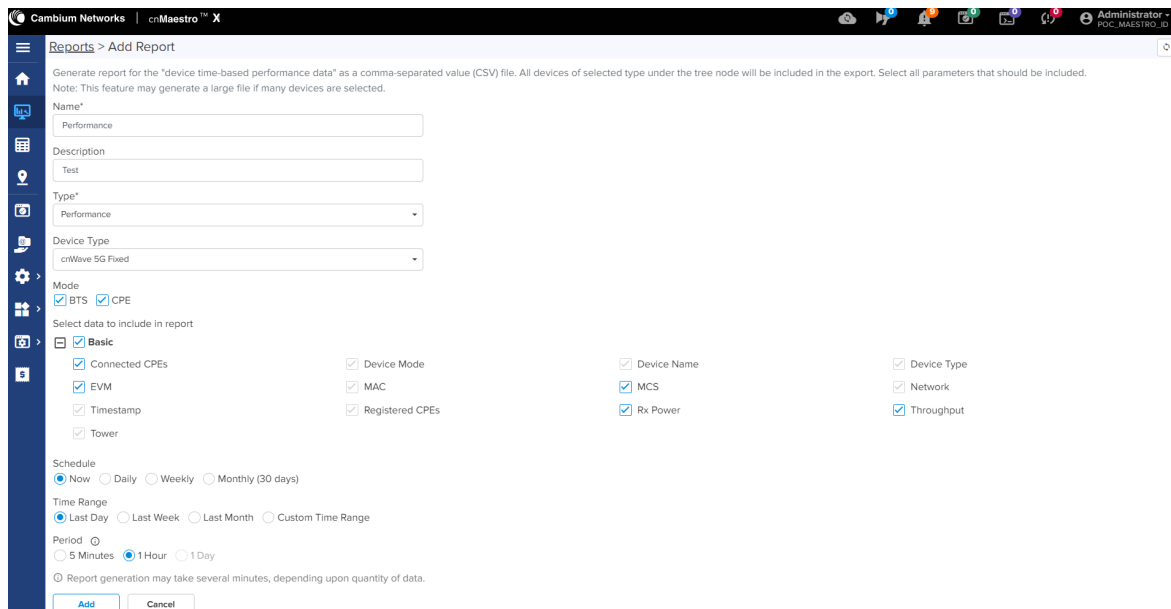 Cambium Networks | cnMaestro™ X
0 9 0 0 0 Administrator
POC_MAESTRO_ID
Reports > Add Report
Generate report for the "device time-based performance data" as a comma-separated value (CSV) file. All devices of selected type under the tree node will be included in the export. Select all parameters that should be included.
Note: This feature may generate a large file if many devices are selected.
Name*
Performance
Description
Test
Type*
Performance
Device Type
cnWave 5G Fixed
Mode
BTS CPE
Select data to include in report
Basic
Connected CPEs Device Mode Device Name Device Type
EVM MAC MCS Network
Timestamp Registered CPEs Rx Power Throughput
Tower
Schedule
Now Daily Weekly Monthly (30 days)
Time Range
Last Day Last Week Last Month Custom Time Range
Period
5 Minutes 1 Hour 1 Day
Report generation may take several minutes, depending upon quantity of data.
Add Cancel